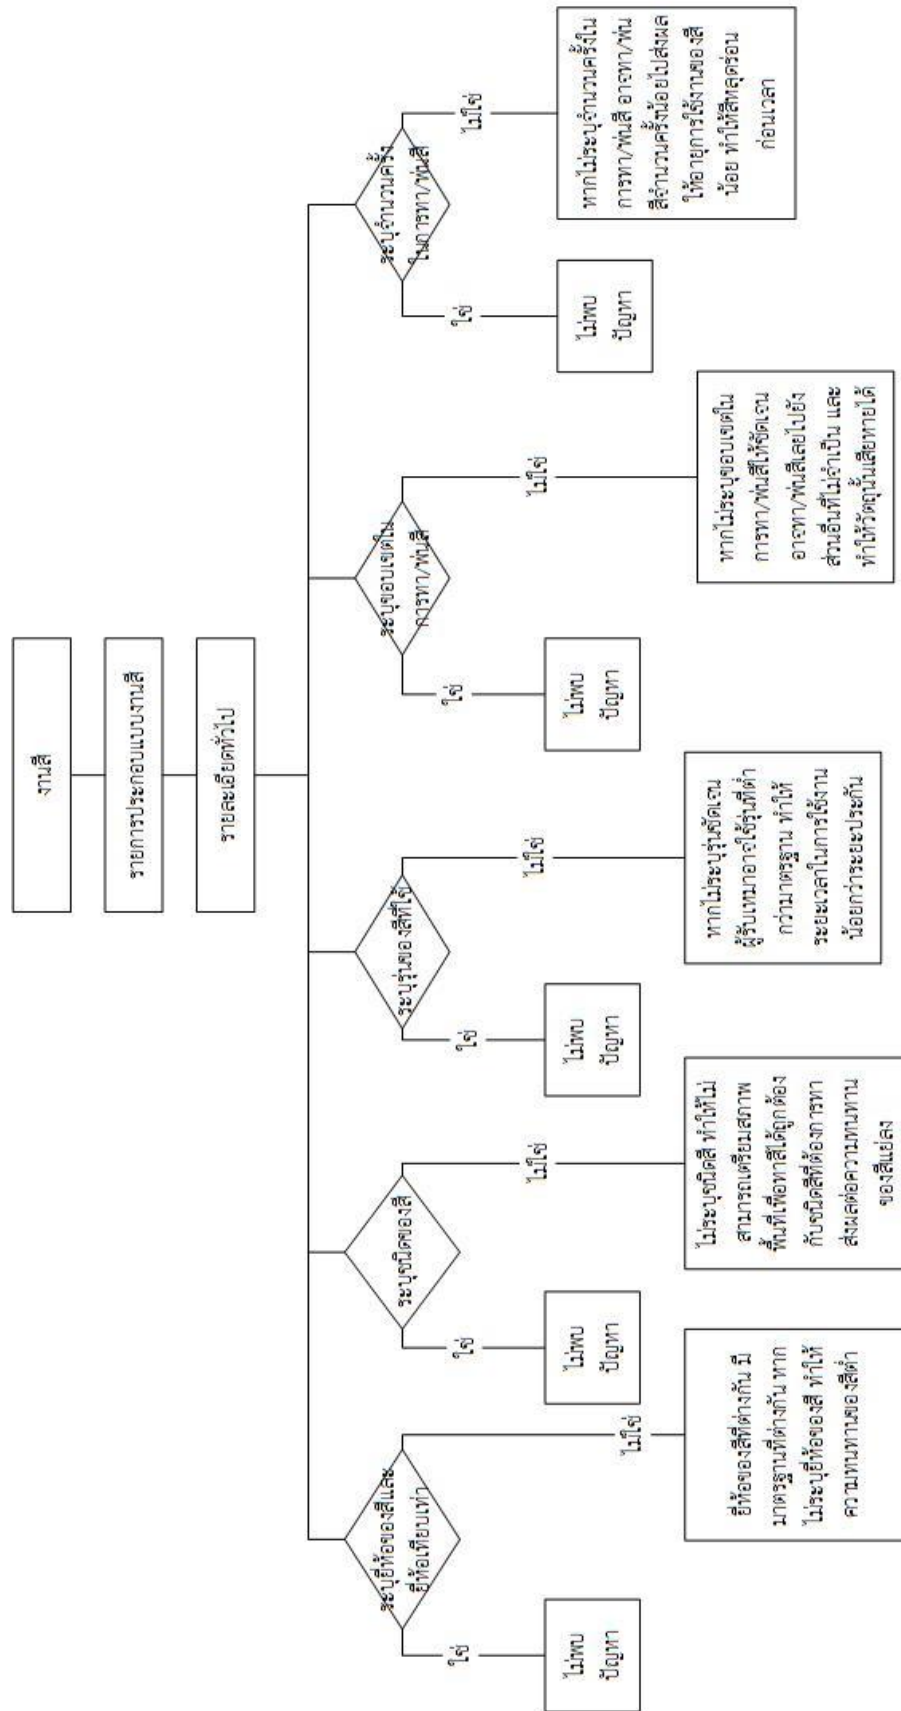 งานสี
รายการประกอบแบบงานสี
รายละเอียดทั่วไป
ระบุยี่ห้อของสีและ
ยี่ห้อเทียบเท่า
ใช่
ไม่ใช่
ไม่พบ
ปัญหา
ยี่ห้อของสีที่ต่างกัน มี
มาตรฐานที่ต่างกัน หาก
ไม่ระบุยี่ห้อของสี ทำให้
ความทนทานของสีต่ำ
ระบุชนิดของสี
ใช่
ไม่ใช่
ไม่พบ
ปัญหา
ไม่ระบุชนิดสี ทำให้ไม่
สามารถเตรียมสภาพ
พื้นที่เพื่อทาสีได้ถูกต้อง
กับชนิดสีที่ต้องการทา
ส่งผลต่อความทนทาน
ของสีแย่ลง
ระบุรุ่นของสีที่ใช้
ใช่
ไม่ใช่
ไม่พบ
ปัญหา
หากไม่ระบุรุ่นชัดเจน
ผู้รับเหมาอาจใช้รุ่นที่ต่ำ
กว่ามาตรฐาน ทำให้
ระยะเวลาในการใช้งาน
น้อยกว่าระยะประกัน
ระบุขอบเขตใน
การทา/พ่นสี
ใช่
ไม่ใช่
ไม่พบ
ปัญหา
หากไม่ระบุขอบเขตใน
การทา/พ่นสีให้ชัดเจน
อาจทา/พ่นสีเลยไปยัง
ส่วนอื่นที่ไม่จำเป็น และ
ทำให้วัตถุนั้นเสียหายได้
ระบุจำนวนครั้ง
ในการทา/พ่นสี
ใช่
ไม่ใช่
ไม่พบ
ปัญหา
หากไม่ระบุจำนวนครั้งใน
การทา/พ่นสี อาจทา/พ่น
สีจำนวนครั้งน้อยไปส่งผล
ให้อายุการใช้งานของสี
น้อย ทำให้สีหลุดร่อน
ก่อนเวลา